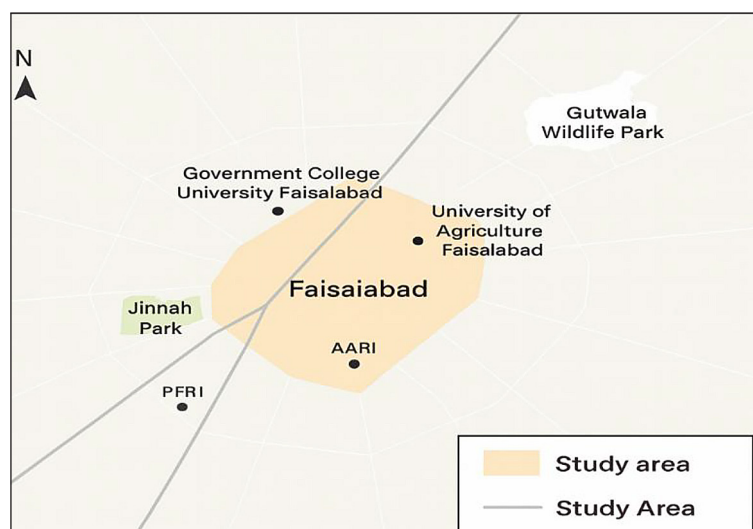 N
Gutwala
Wildlife Park
Government College
University Faisalabad
University of
Agriculture
Faisalabad
Faisaiabad
Jinnah
Park
AARI
PFRI
Study area
Study Area